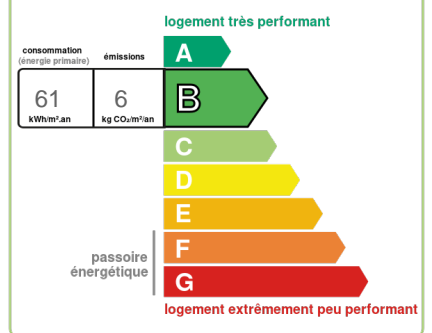 logement très performant
consommation
(énergie primaire)
émissions
A
61
kWh/m².an
6
kg CO₂/m²/an
B
C
D
E
F
passoire
énergétique
G
logement extrêmement peu performant